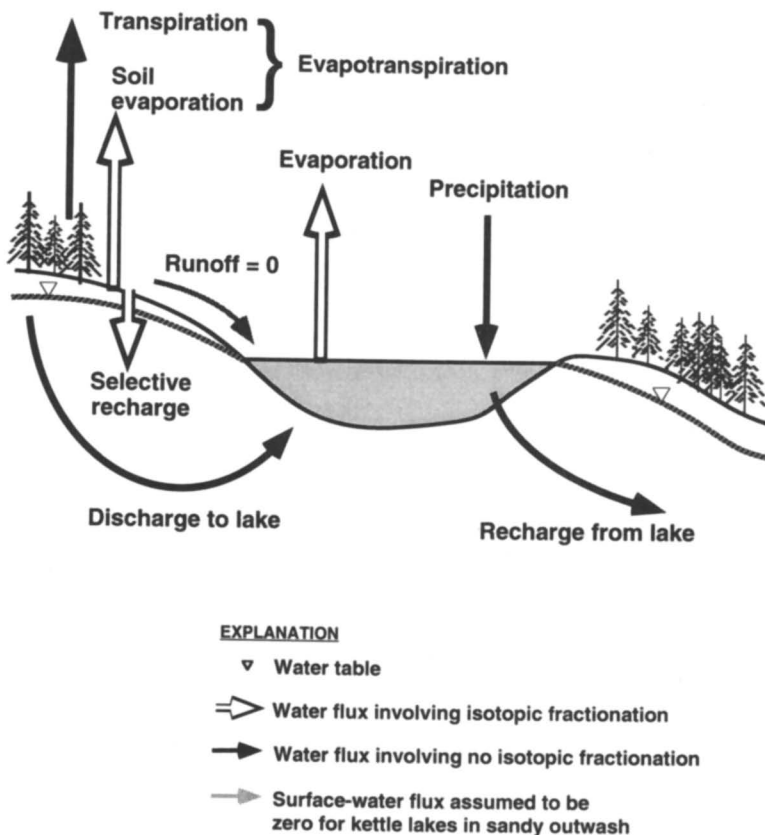 Transpiration
Soil
evaporation
Evapotranspiration
Evaporation
Precipitation
Runoff = 0
Selective
recharge
Discharge to lake
Recharge from lake
EXPLANATION
Water table
Water flux involving isotopic fractionation
Water flux involving no isotopic fractionation
Surface-water flux assumed to be
zero for kettle lakes in sandy outwash